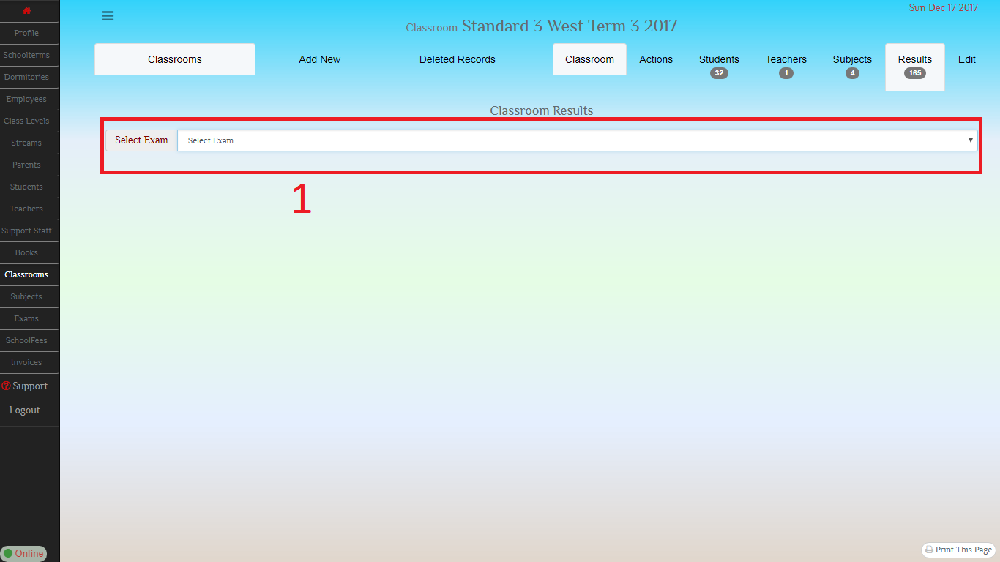 Sun Dec 17 2017
Classroom Standard 3 West Term 3 2017
Classrooms Add New Deleted Records Classroom Actions Students Teachers Subjects Results Edit
32 1 4 165
Classroom Results
Select Exam Select Exam
1
Profile
Schoolterms
Dormitories
Employees
Class Levels
Streams
Parents
Students
Teachers
Support Staff
Books
Classrooms
Subjects
Exams
SchoolFees
Invoices
Support
Logout
Online
Print This Page